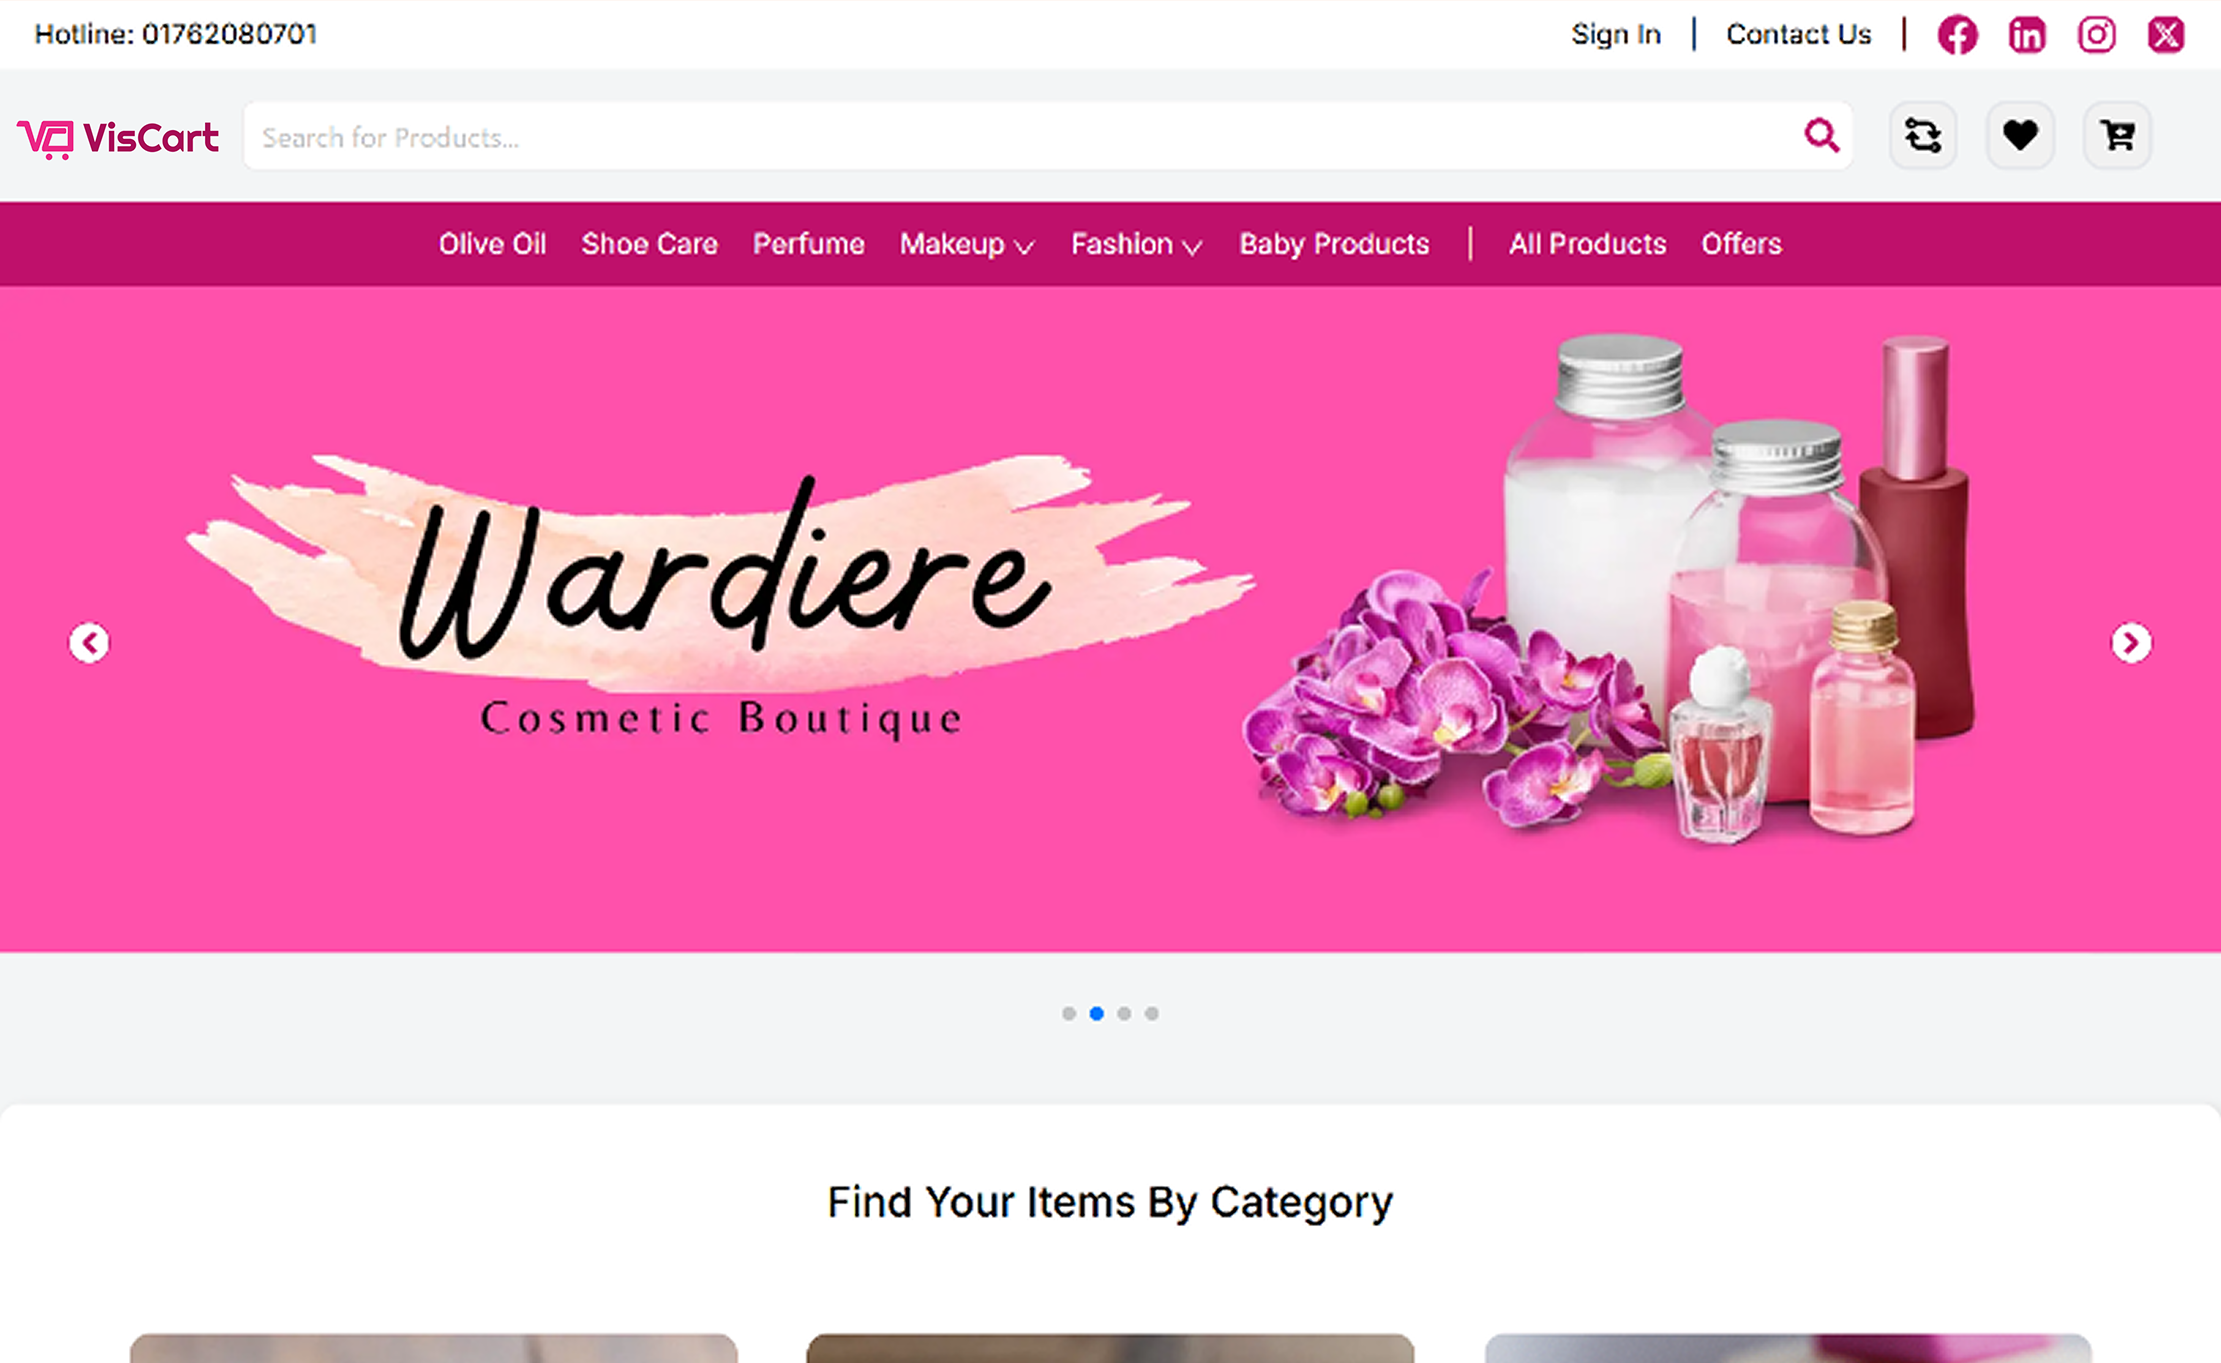 Hotline: 01762080701
Sign In | Contact Us |
VisCart
Search for Products...
Olive Oil Shoe Care Perfume Makeup Fashion Baby Products | All Products Offers
Wardiere
Cosmetic Boutique
Find Your Items By Category